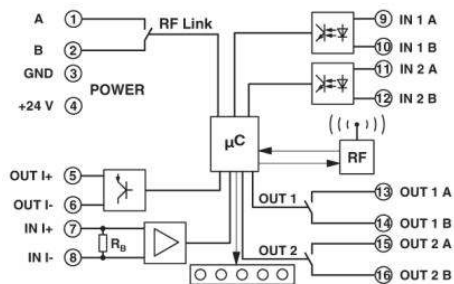 A 1 RF Link
B 2
GND 3
POWER
+24 V 4
OUT I+ 5
OUT I- 6
IN I+ 7
RB
IN I- 8
µC
9 IN 1 A
10 IN 1 B
11 IN 2 A
12 IN 2 B
RF
OUT 1 13 OUT 1 A
14 OUT 1 B
OUT 2 15 OUT 2 A
16 OUT 2 B